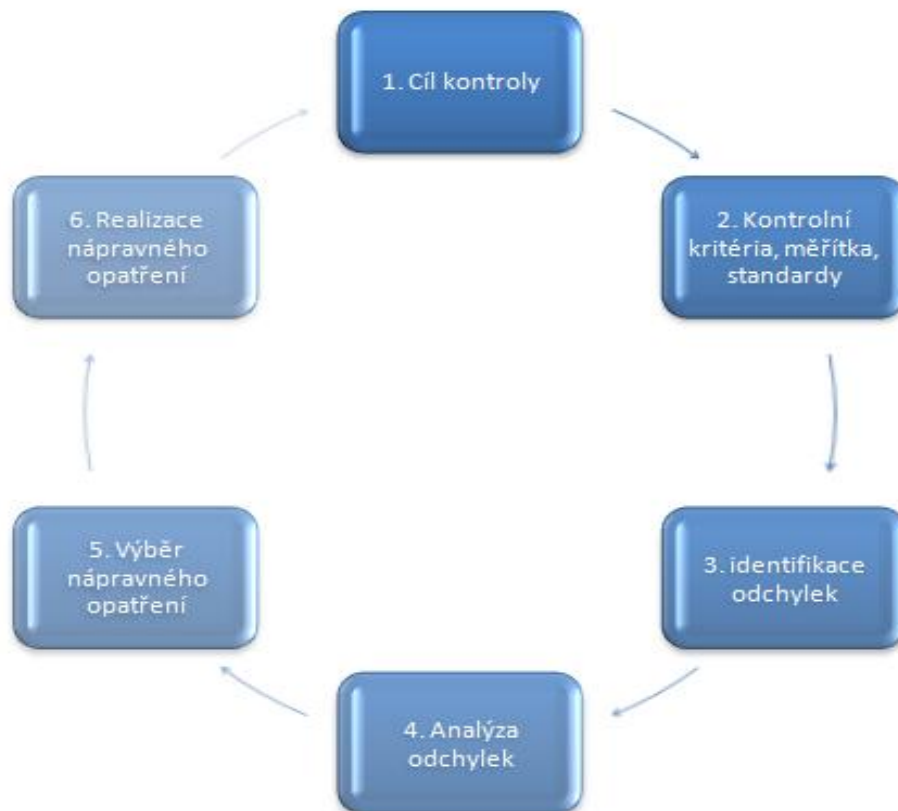 1. Cíl kontroly
2. Kontrolní
kritéria, měřítka,
standardy
3. identifikace
odchylek
4. Analýza
odchylek
5. Výběr
nápravného
opatření
6. Realizace
nápravného
opatření